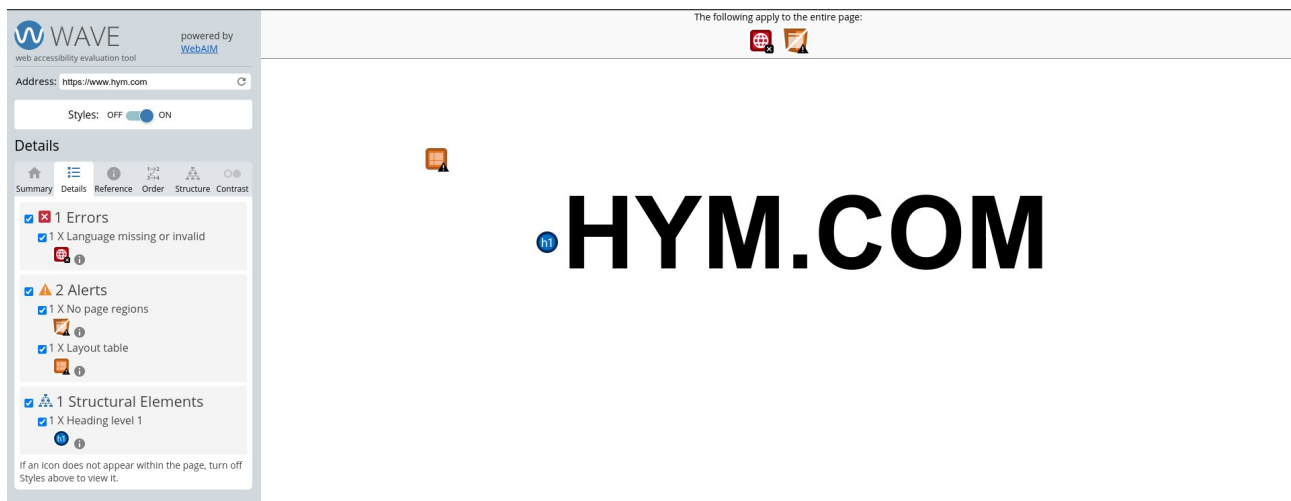 WAVE
powered by
WebAIM
web accessibility evaluation tool
Address: https://www.hym.com
Styles: OFF ON
Details
Summary Details Reference Order Structure Contrast
1 Errors
1 X Language missing or invalid
2 Alerts
1 X No page regions
1 X Layout table
1 Structural Elements
1 X Heading level 1
h1
If an icon does not appear within the page, turn off
Styles above to view it.
The following apply to the entire page:
h1 HYM.COM